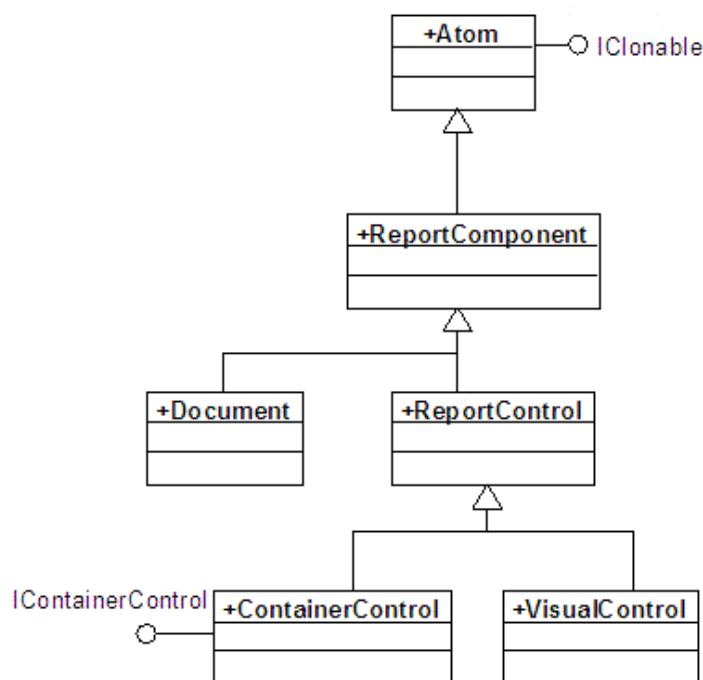 +Atom
IClonable
+ReportComponent
+Document
+ReportControl
IContainerControl
+ContainerControl
+VisualControl